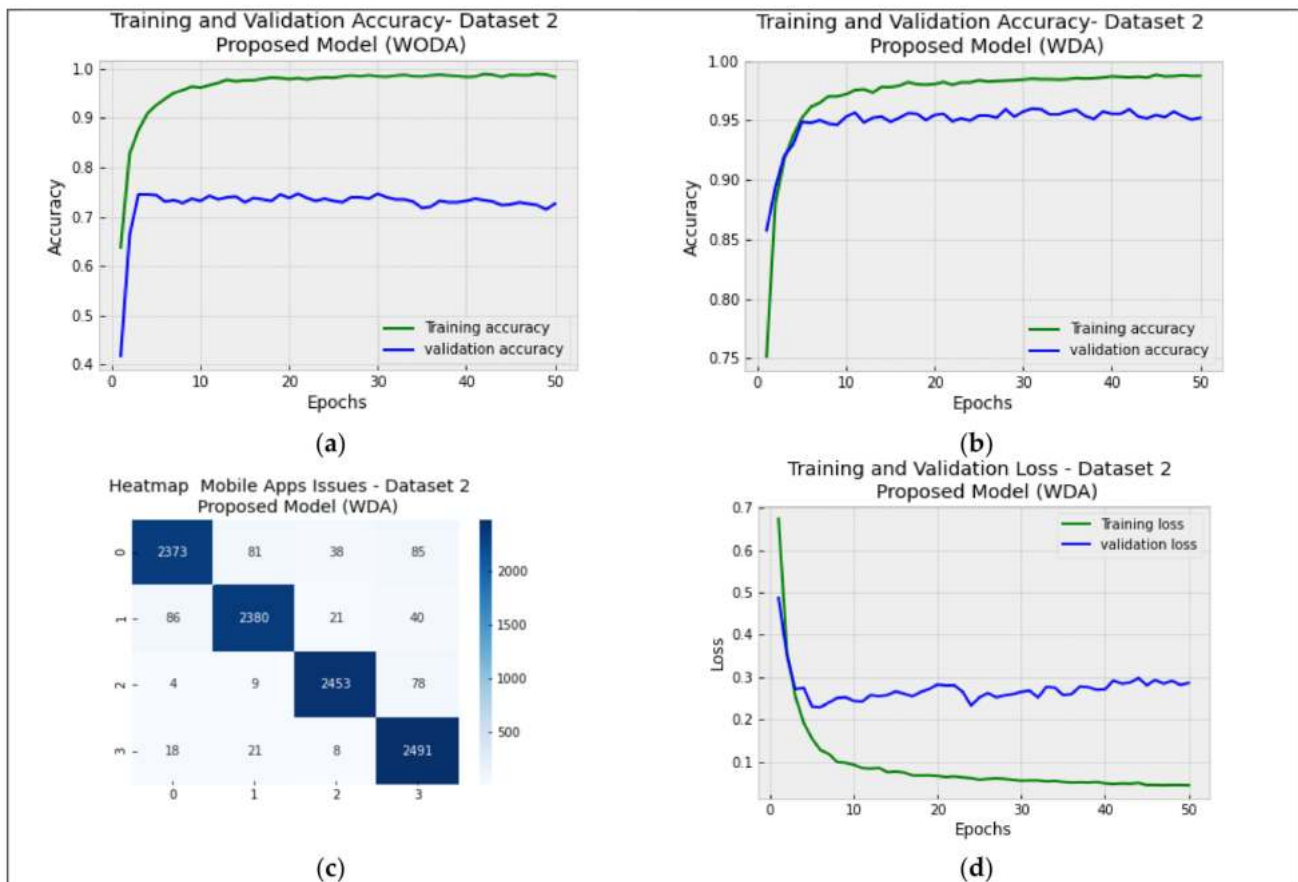 Training and Validation Accuracy- Dataset 2
Proposed Model (WODA)
1.0
0.9
0.8
0.7
0.6
0.5
0.4
Accuracy
Training accuracy
validation accuracy
0 10 20 30 40 50
Epochs
(a)
Training and Validation Accuracy- Dataset 2
Proposed Model (WDA)
1.00
0.95
0.90
0.85
0.80
0.75
Accuracy
Training accuracy
validation accuracy
0 10 20 30 40 50
Epochs
(b)
Heatmap Mobile Apps Issues - Dataset 2
Proposed Model (WDA)
0 2373 81 38 85
1 86 2380 21 40
2 4 9 2453 78
3 18 21 8 2491
0 1 2 3
2000
1500
1000
500
(c)
Training and Validation Loss - Dataset 2
Proposed Model (WDA)
0.7
0.6
0.5
0.4
0.3
0.2
0.1
Loss
Training loss
validation loss
0 10 20 30 40 50
Epochs
(d)